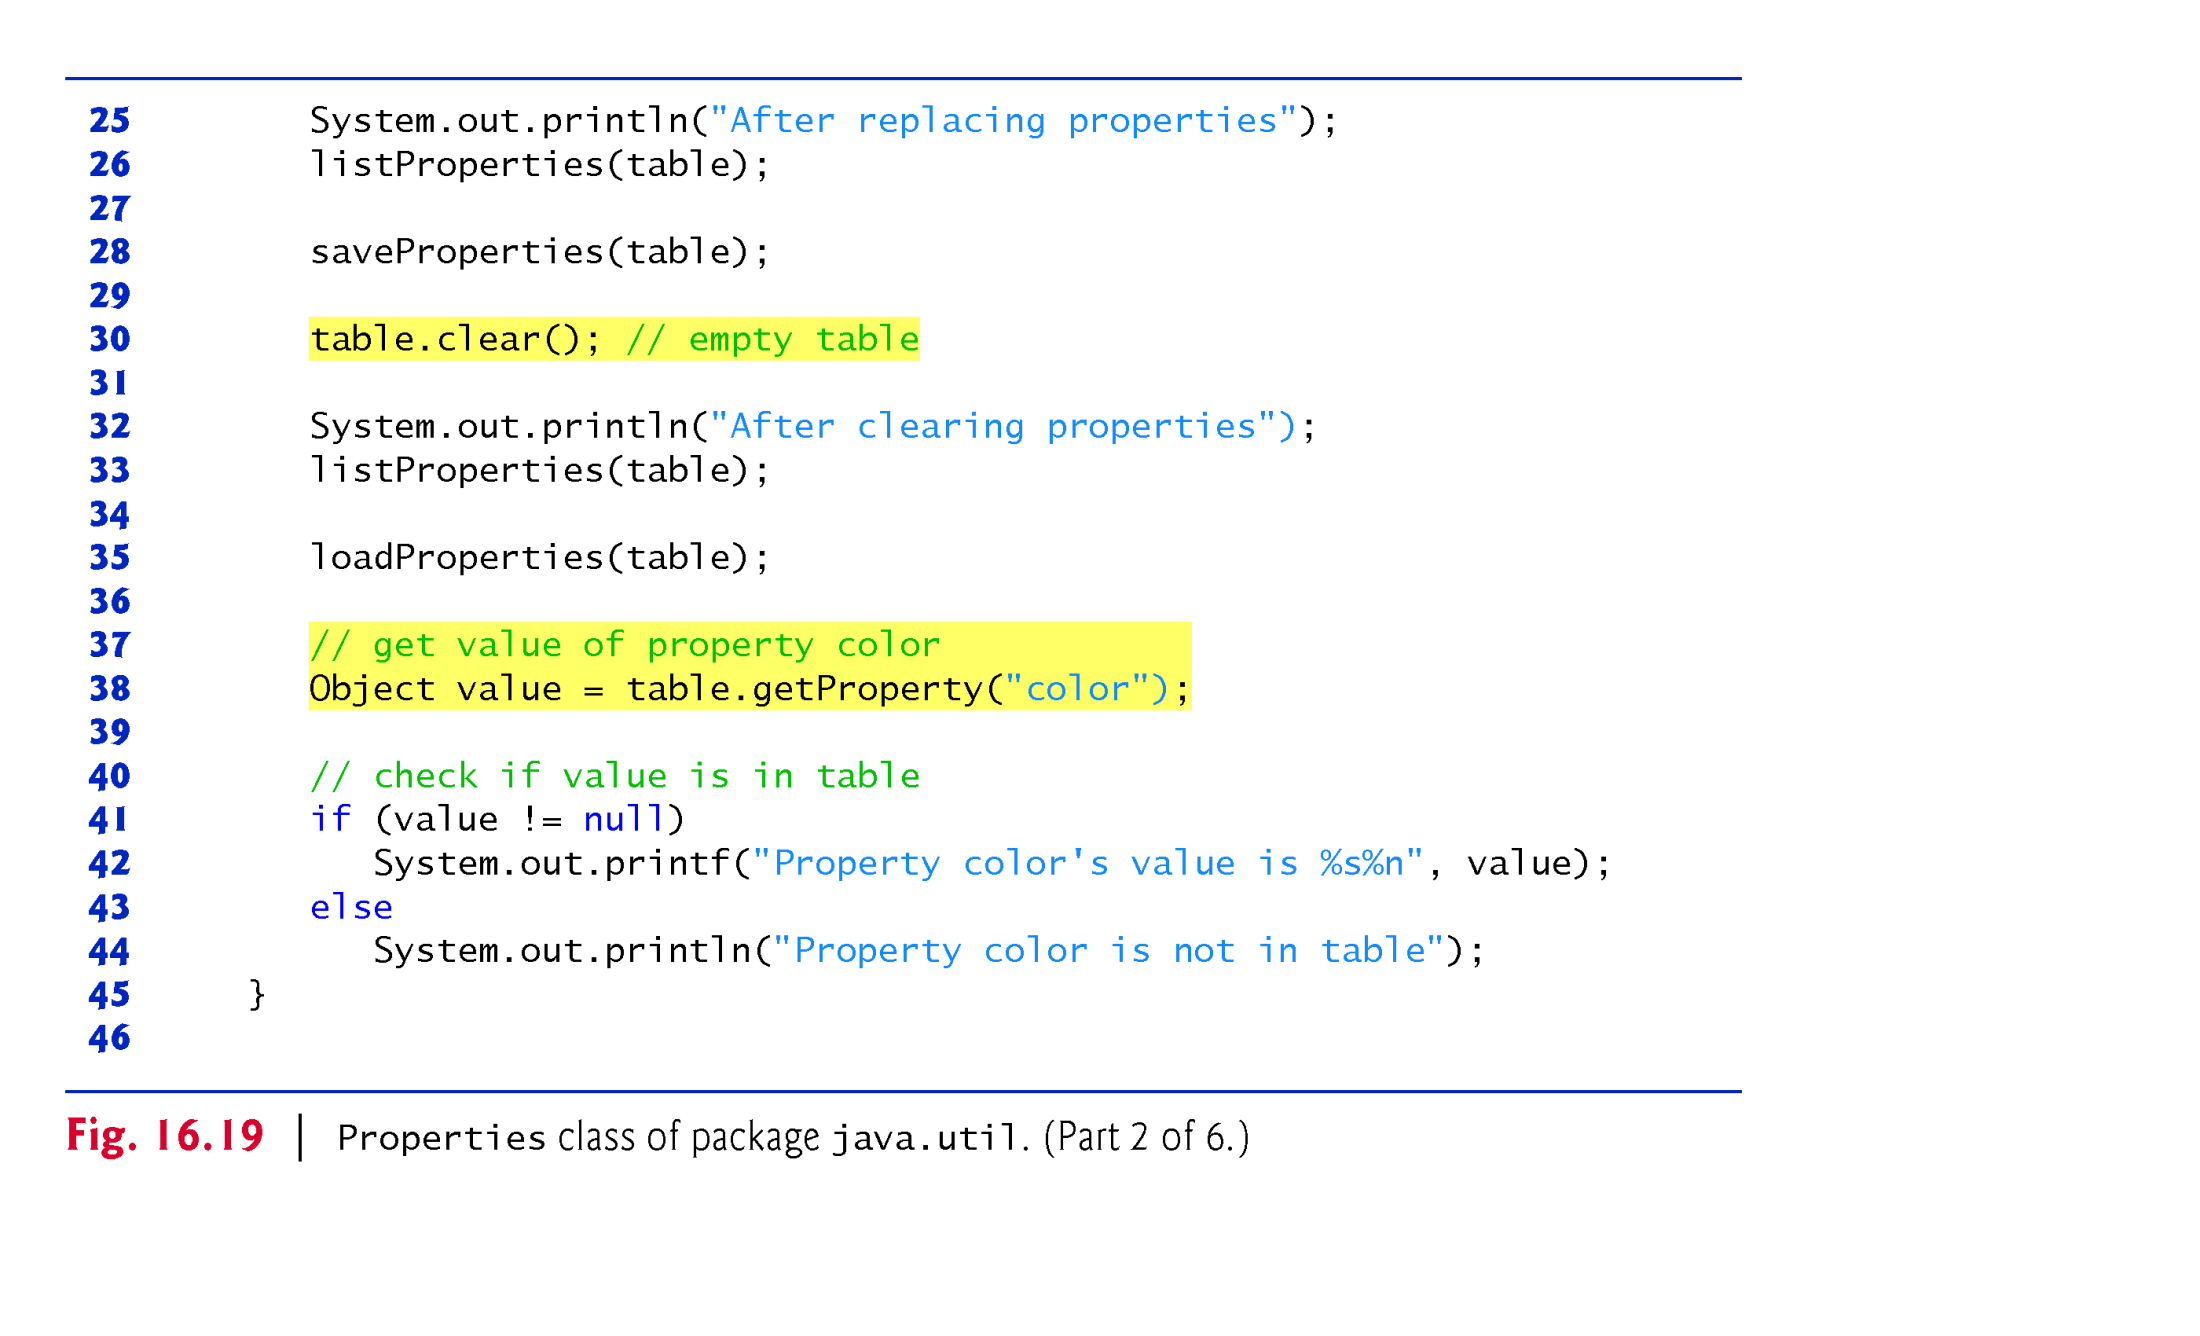 25 System.out.println("After replacing properties");
26 listProperties(table);
27
28 saveProperties(table);
29
30 table.clear(); // empty table
31
32 System.out.println("After clearing properties");
33 listProperties(table);
34
35 loadProperties(table);
36
37 // get value of property color
38 Object value = table.getProperty("color");
39
40 // check if value is in table
41 if (value != null)
42 System.out.printf("Property color's value is %s%n", value);
43 else
44 System.out.println("Property color is not in table");
45 }
46
Fig. 16.19 | Properties class of package java.util. (Part 2 of 6.)